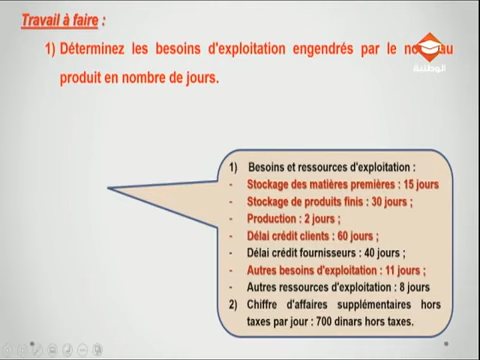 Travail à faire :
1) Déterminez les besoins d'exploitation engendrés par le
produit en nombre de jours.
الوطنية
1) Besoins et ressources d'exploitation :
- Stockage des matières premières : 15 jours
- Stockage de produits finis : 30 jours ;
- Production : 2 jours ;
- Délai crédit clients : 60 jours ;
- Délai crédit fournisseurs : 40 jours ;
- Autres besoins d'exploitation : 11 jours ;
- Autres ressources d'exploitation : 8 jours
2) Chiffre d'affaires supplémentaires hors
taxes par jour : 700 dinars hors taxes.